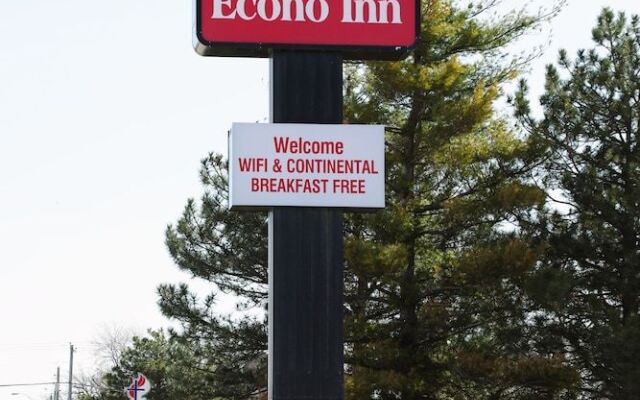 Econo Inn
Welcome
WIFI & CONTINENTAL
BREAKFAST FREE